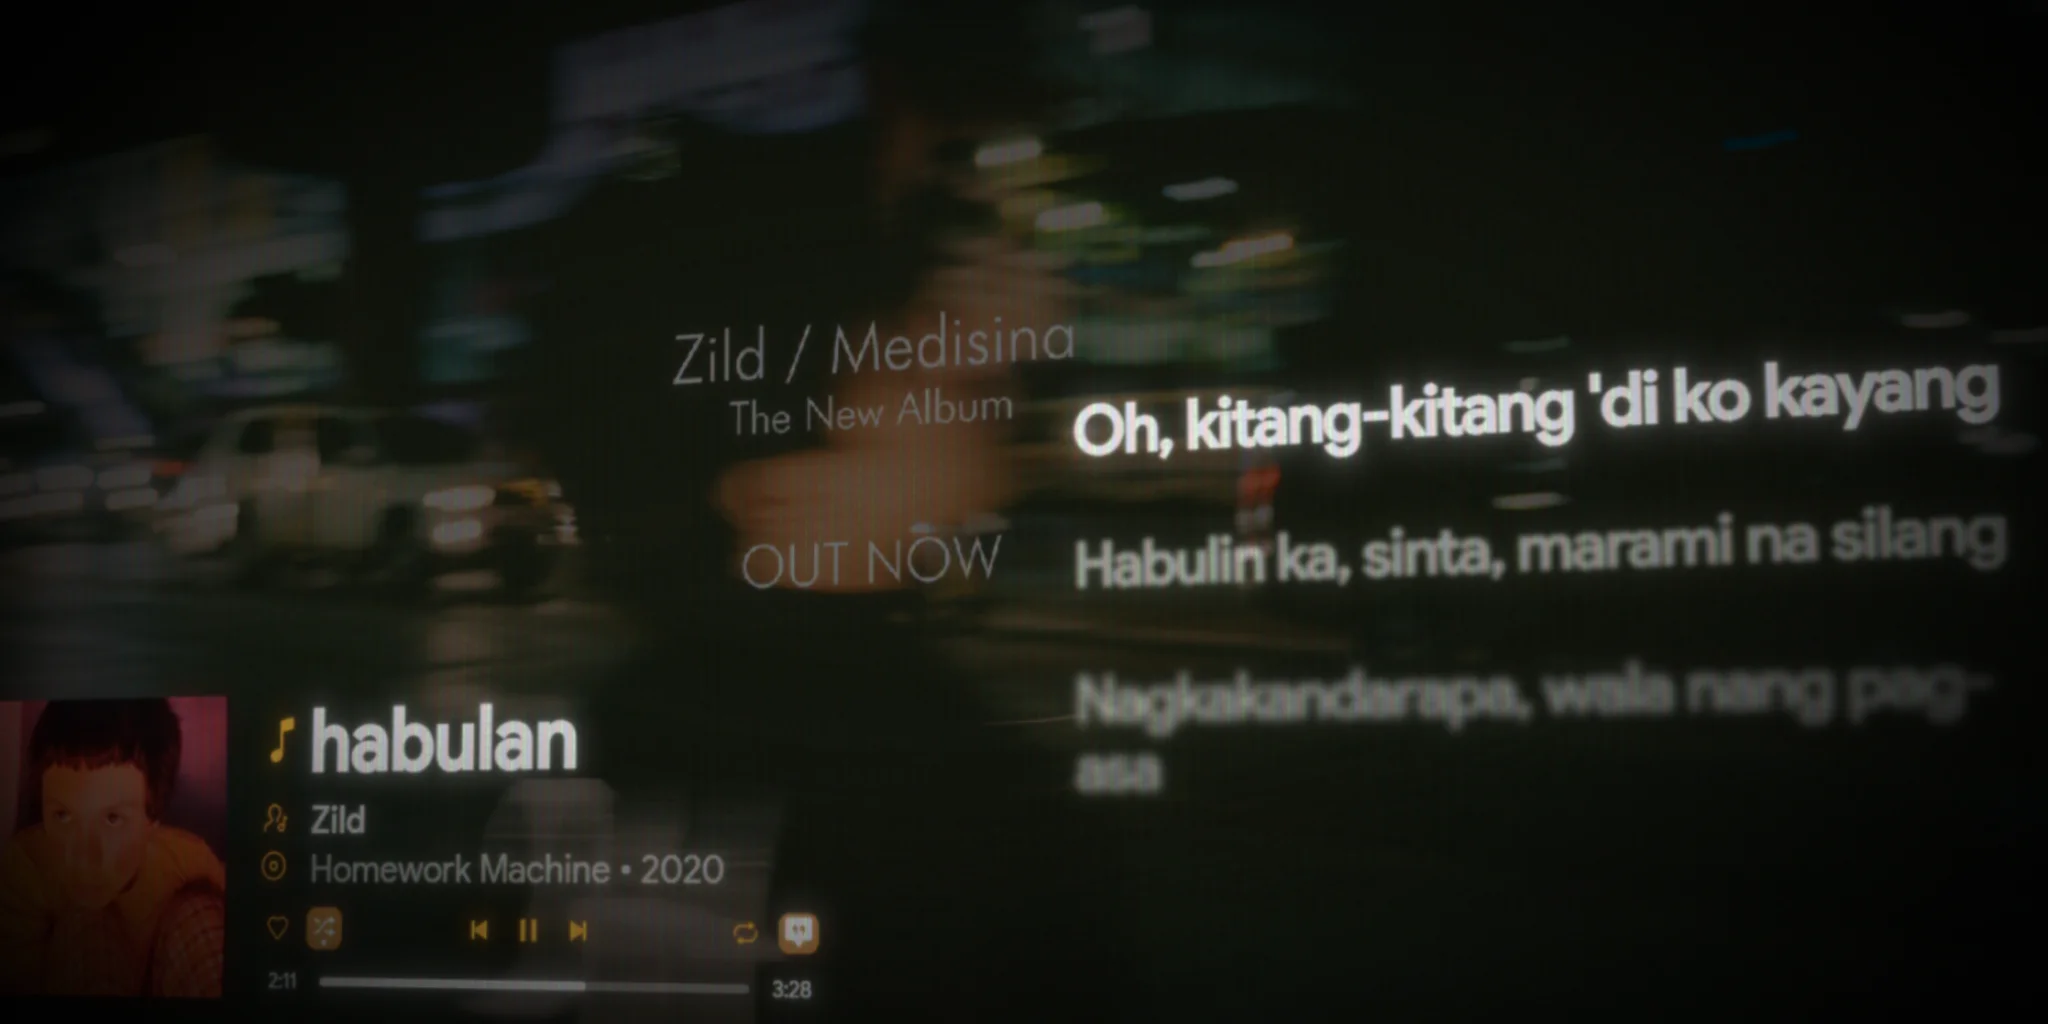 Zild / Medisina
The New Album
OUT NOW
Oh, kitang-kitang 'di ko kayang
Habulin ka, sinta, marami na silang
Nagkakandarapa, wala nang pag-
asa
habulan
Zild
Homework Machine • 2020
2:11
3:28